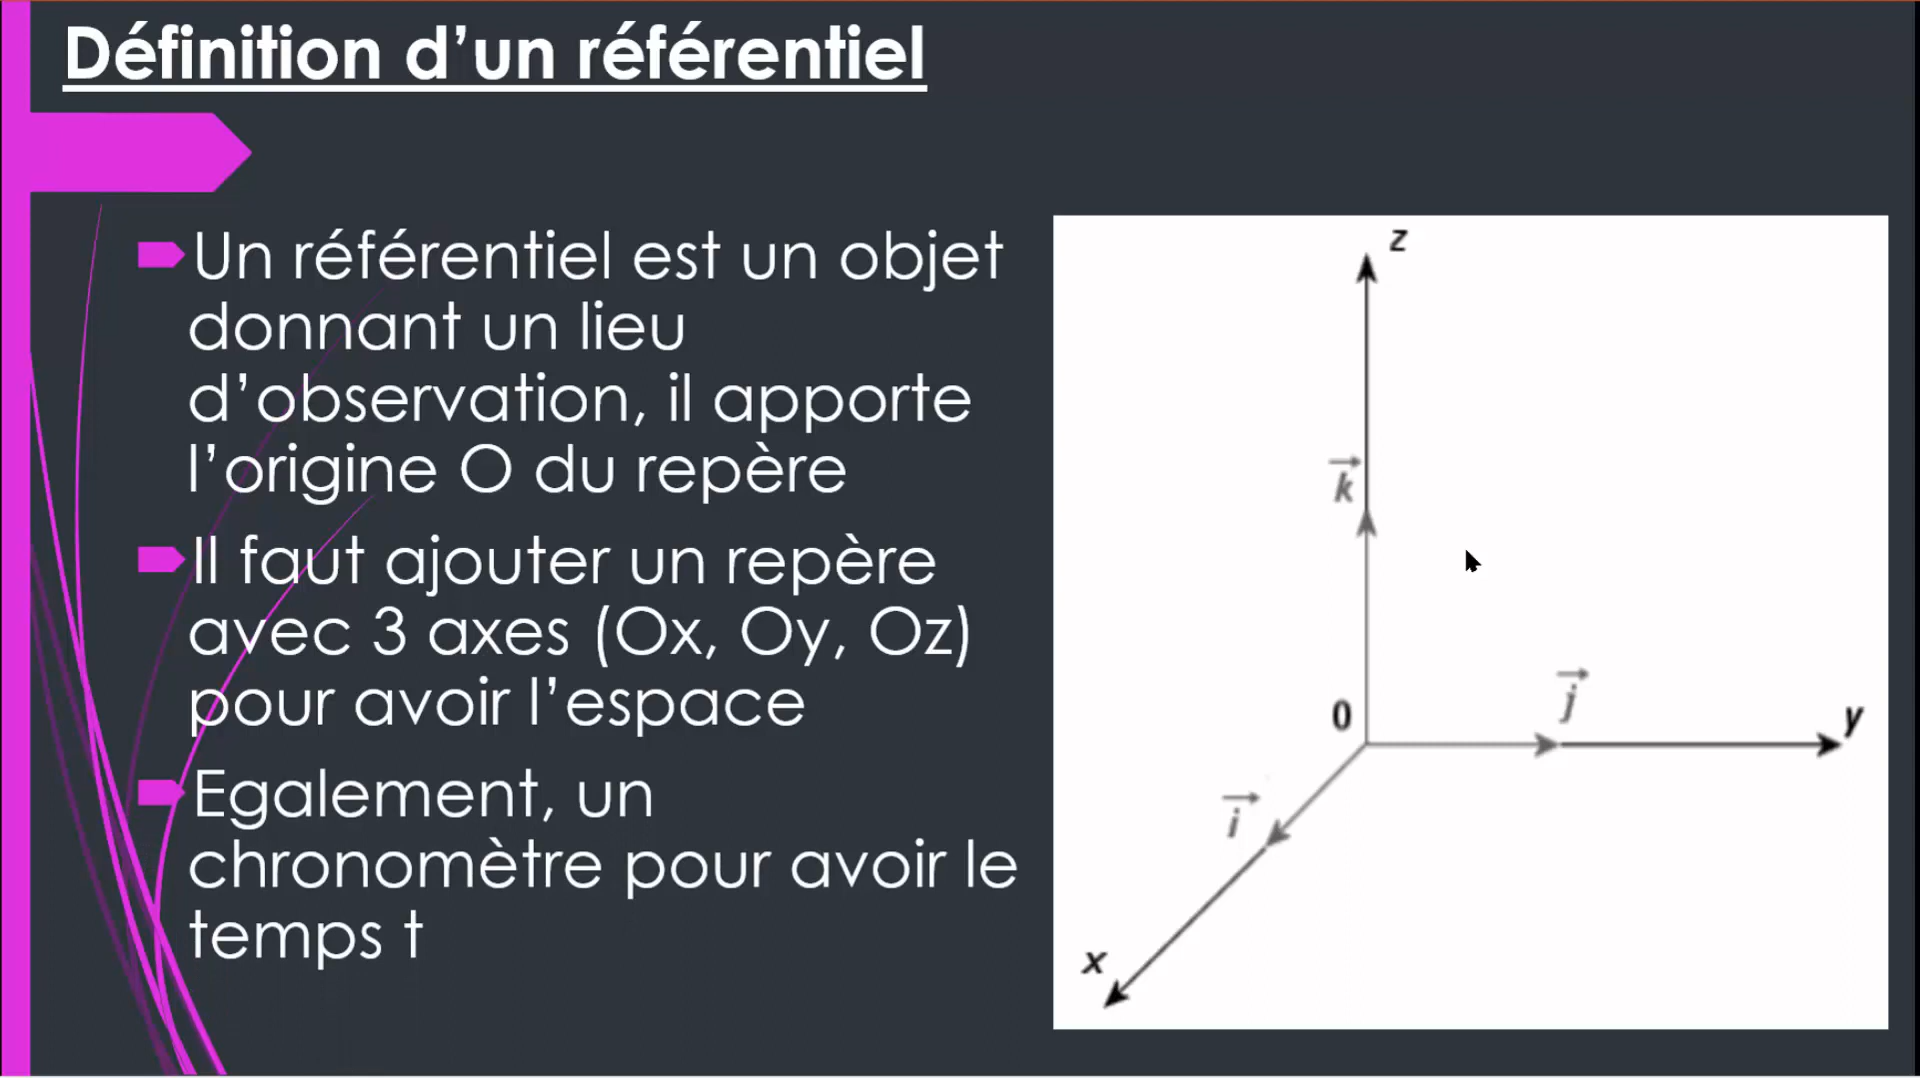 Définition d’un référentiel
Un référentiel est un objet
donnant un lieu
d’observation, il apporte
l’origine O du repère
Il faut ajouter un repère
avec 3 axes (Ox, Oy, Oz)
pour avoir l’espace
Egalement, un
chronomètre pour avoir le
temps t
z
k
0
j
y
i
x